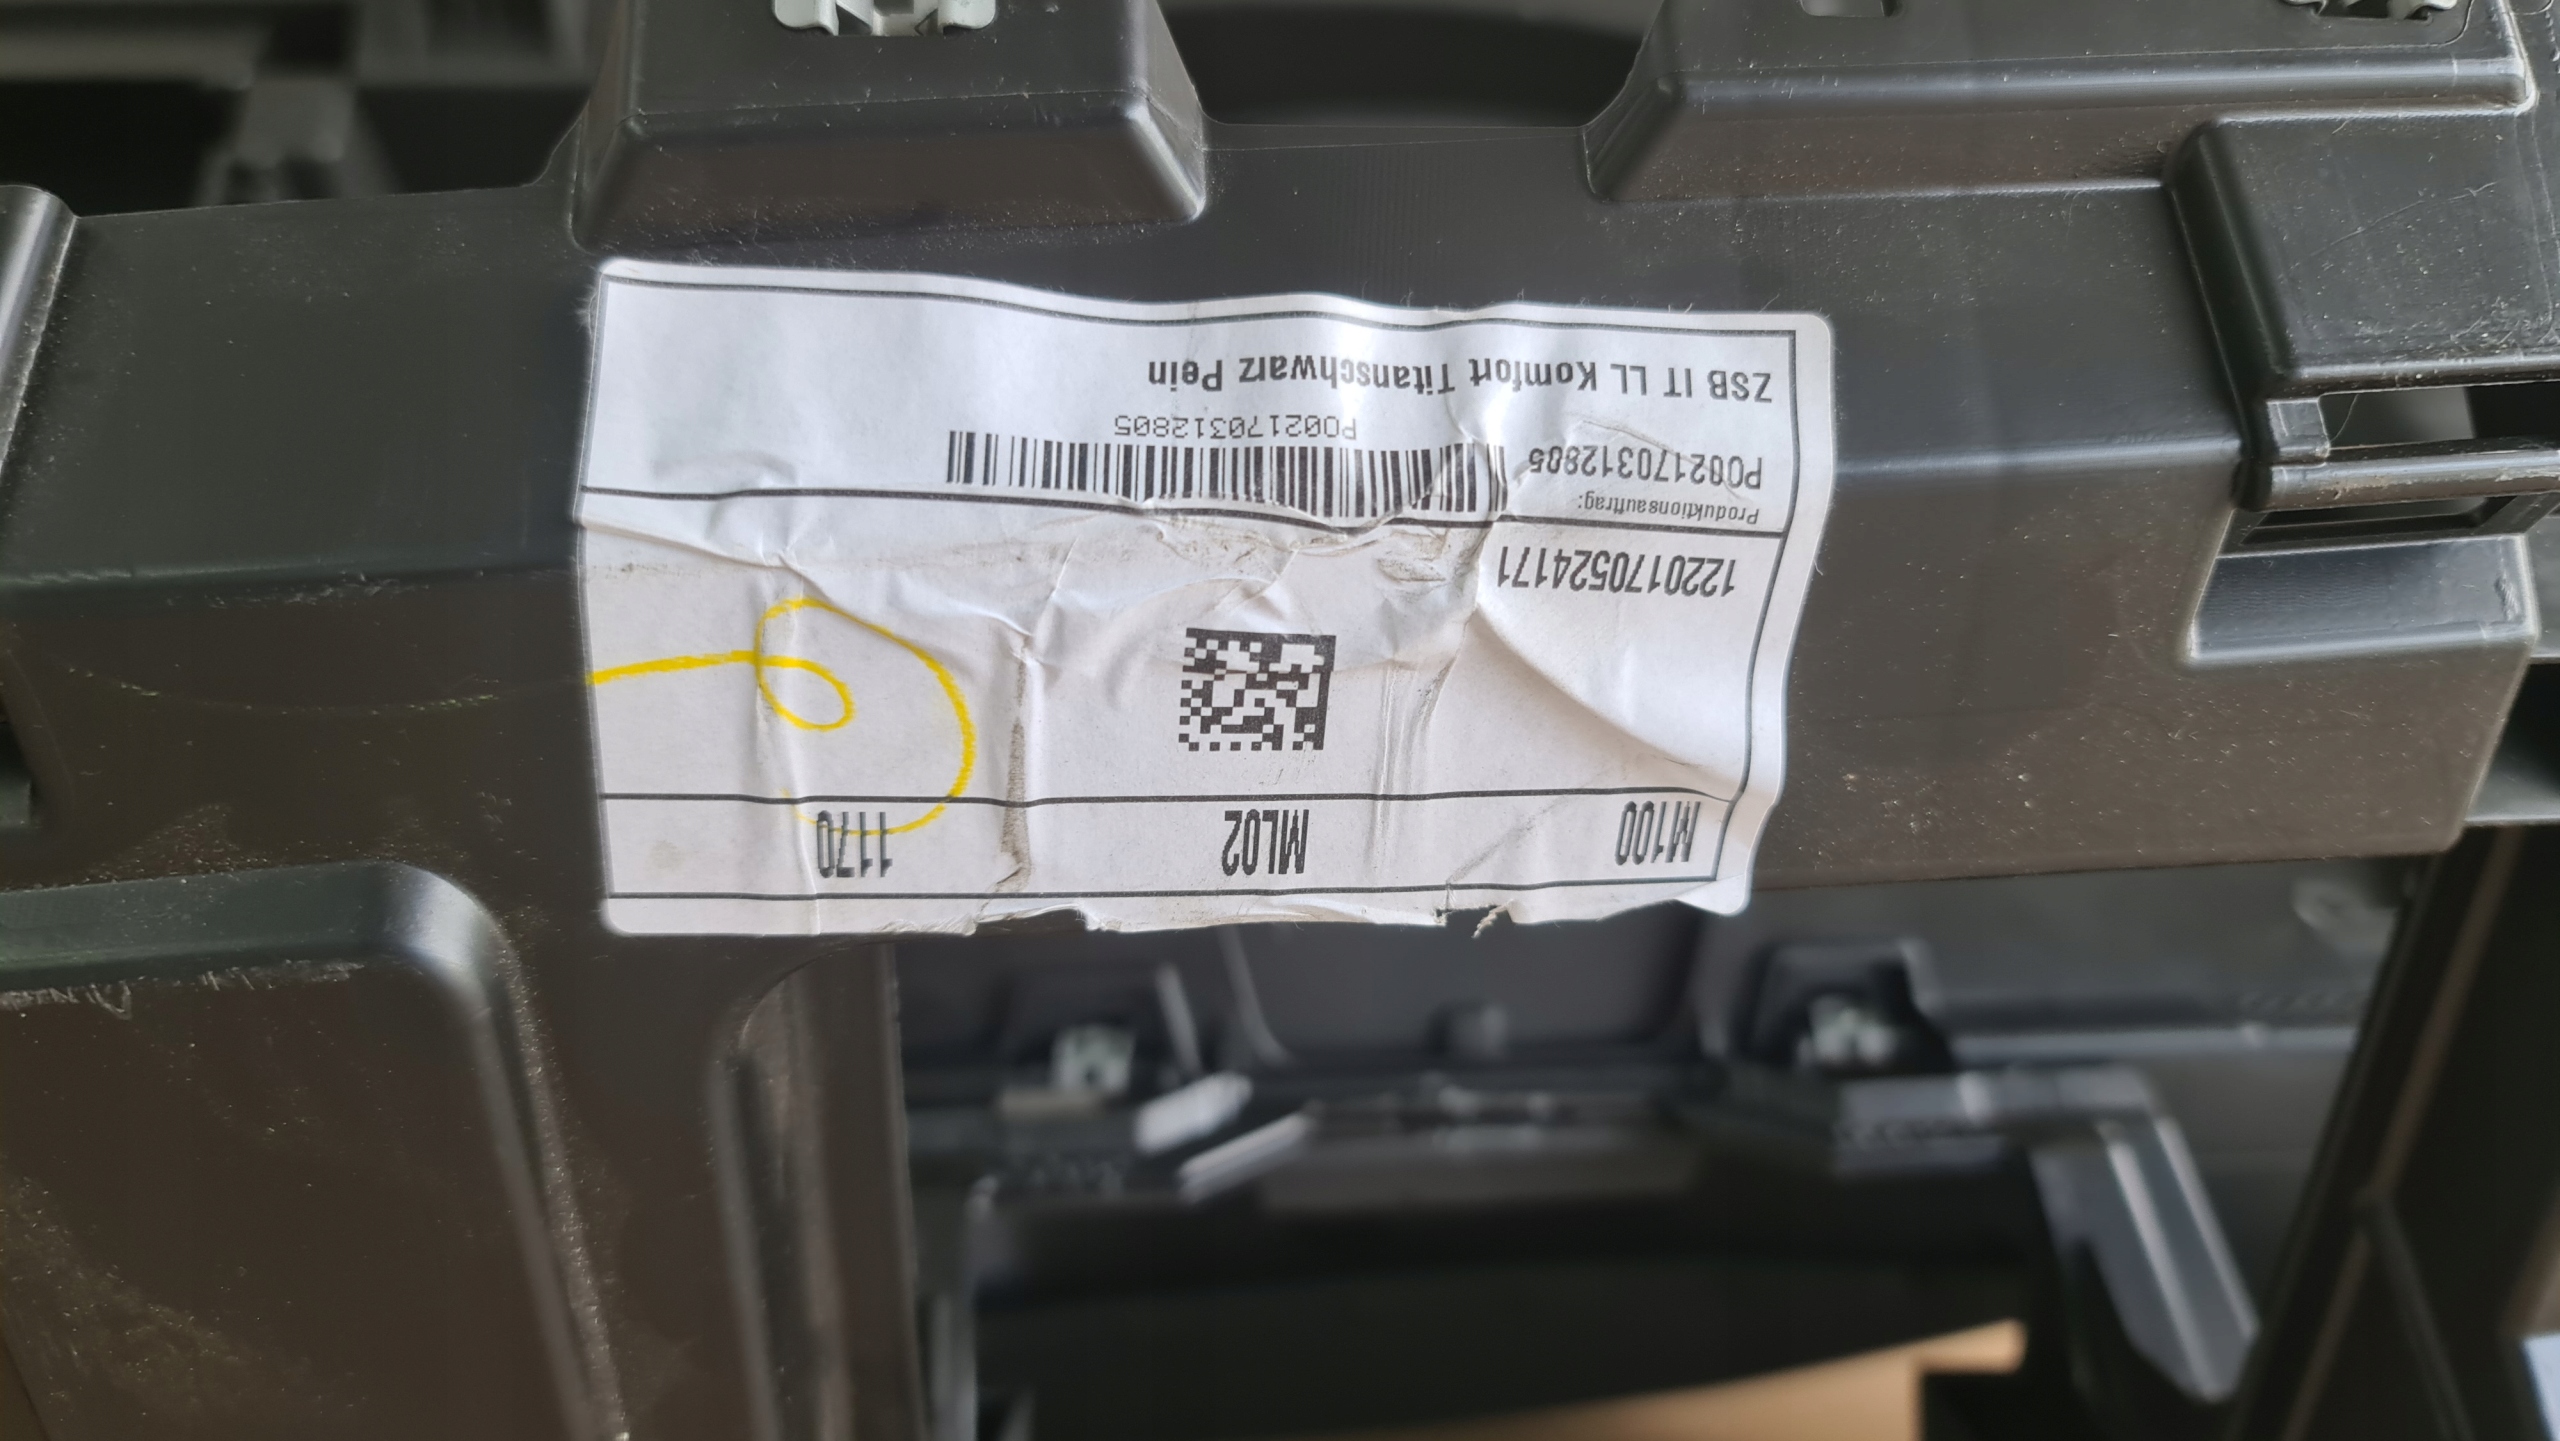 M100 ML02 1170
1220170524171
Produktionsauftrag:
P002170312805
P002170312805
ZSB IT LL Komfort Titanschwarz Pein